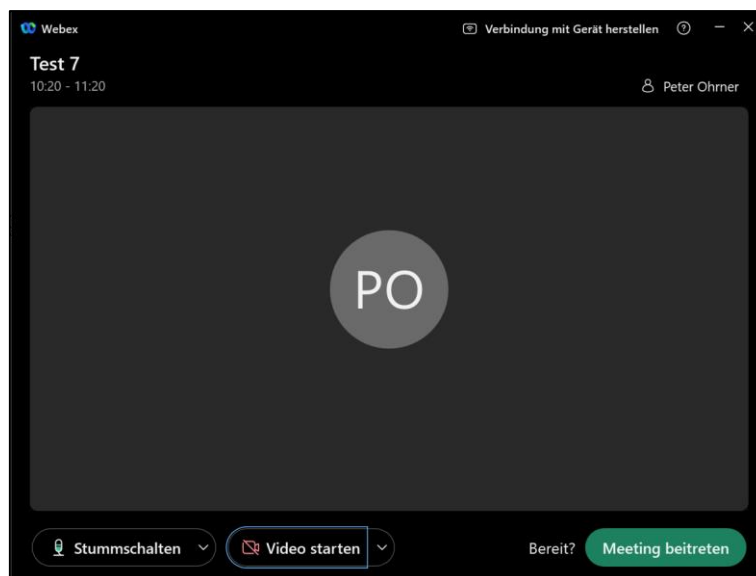 Webex
Verbindung mit Gerät herstellen
Test 7
10:20 - 11:20
Peter Ohrner
PO
Stummschalten
Video starten
Bereit?
Meeting beitreten